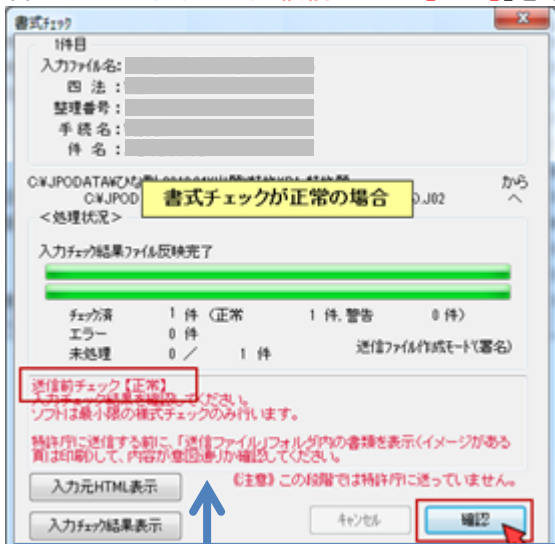 書式チェック
1件目
入力ファイル名:
四法:
整理番号:
手続名:
件名:
C:¥JPODATA¥ から
C:¥JPOD .J02 へ
書式チェックが正常の場合
<処理状況>
入力チェック結果ファイル反映完了
チェック済 1 件 (正常 1 件、警告 0 件)
エラー 0 件
未処理 0 / 1 件 送信ファイル作成モード(署名)
送信前チェック【正常】
入力チェック結果を確認してください。
ソフトは最小限の様式チェックのみ行います。
特許庁に送信する前に、「送信ファイル」フォルダ内の書類を表示(イメージがある
頁は印刷)して、内容が意図通りか確認してください。
《注意》この段階では特許庁に送っていません。
入力元HTML表示
入力チェック結果表示
キャンセル
確認